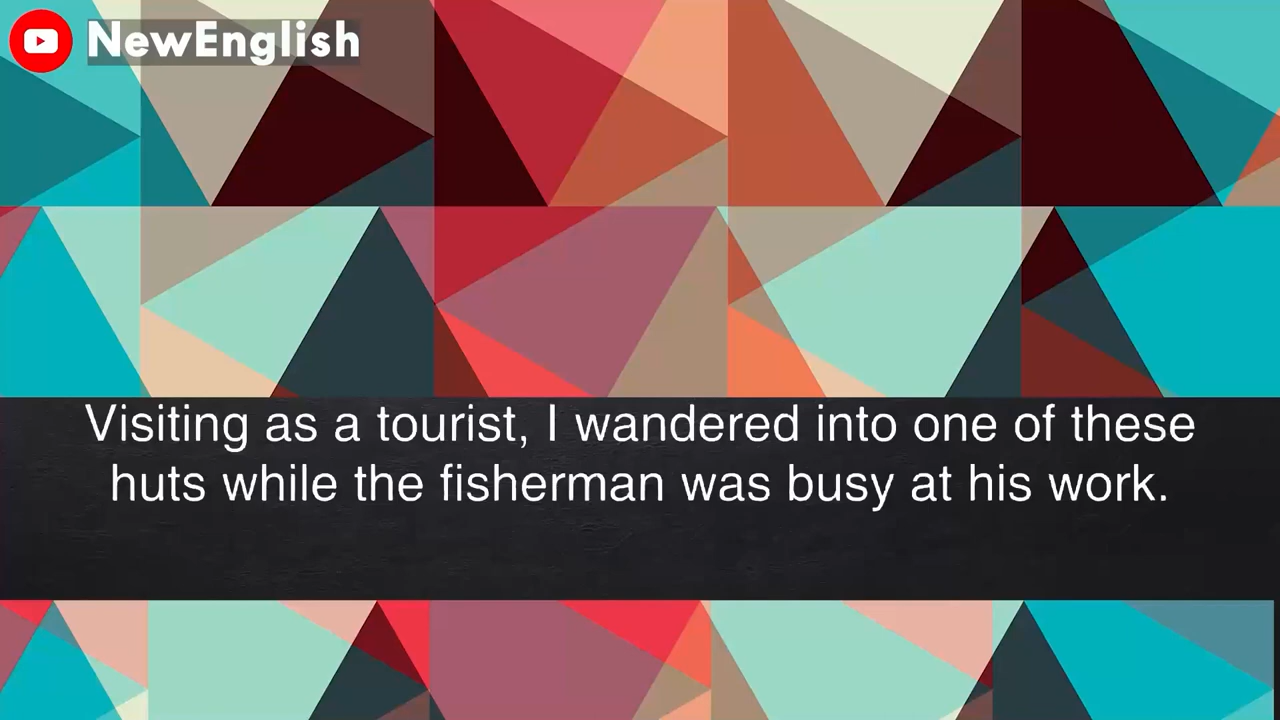 NewEnglish
Visiting as a tourist, I wandered into one of these
huts while the fisherman was busy at his work.